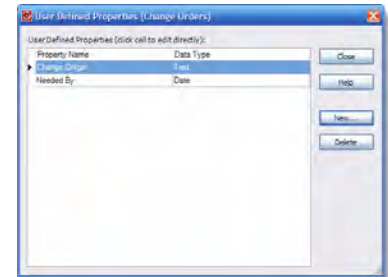 User Defined Properties (Change Orders)
User Defined Properties (click cell to edit directly):
Property Name Data Type
Change Origin Text
Needed By Date
Close
Help
New....
Delete